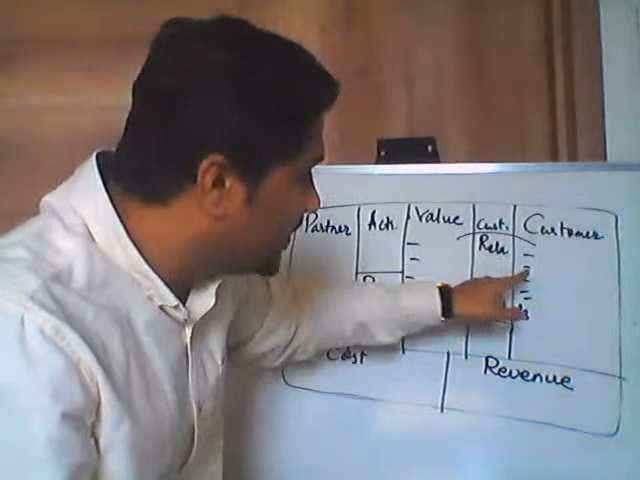 Partner
Act.
Value
Cust.
Rela
Customer
Cost
Revenue